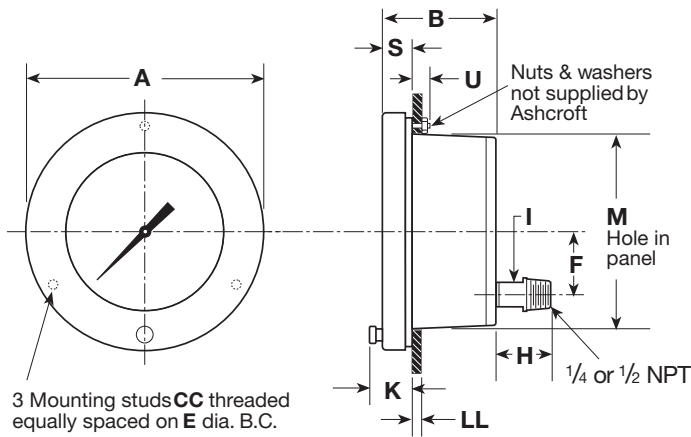 B
S
A
U
Nuts & washers
not supplied by
Ashcroft
I
M
Hole in
panel
F
H
K
1/4 or 1/2 NPT
3 Mounting studs CC threaded
equally spaced on E dia. B.C.
LL